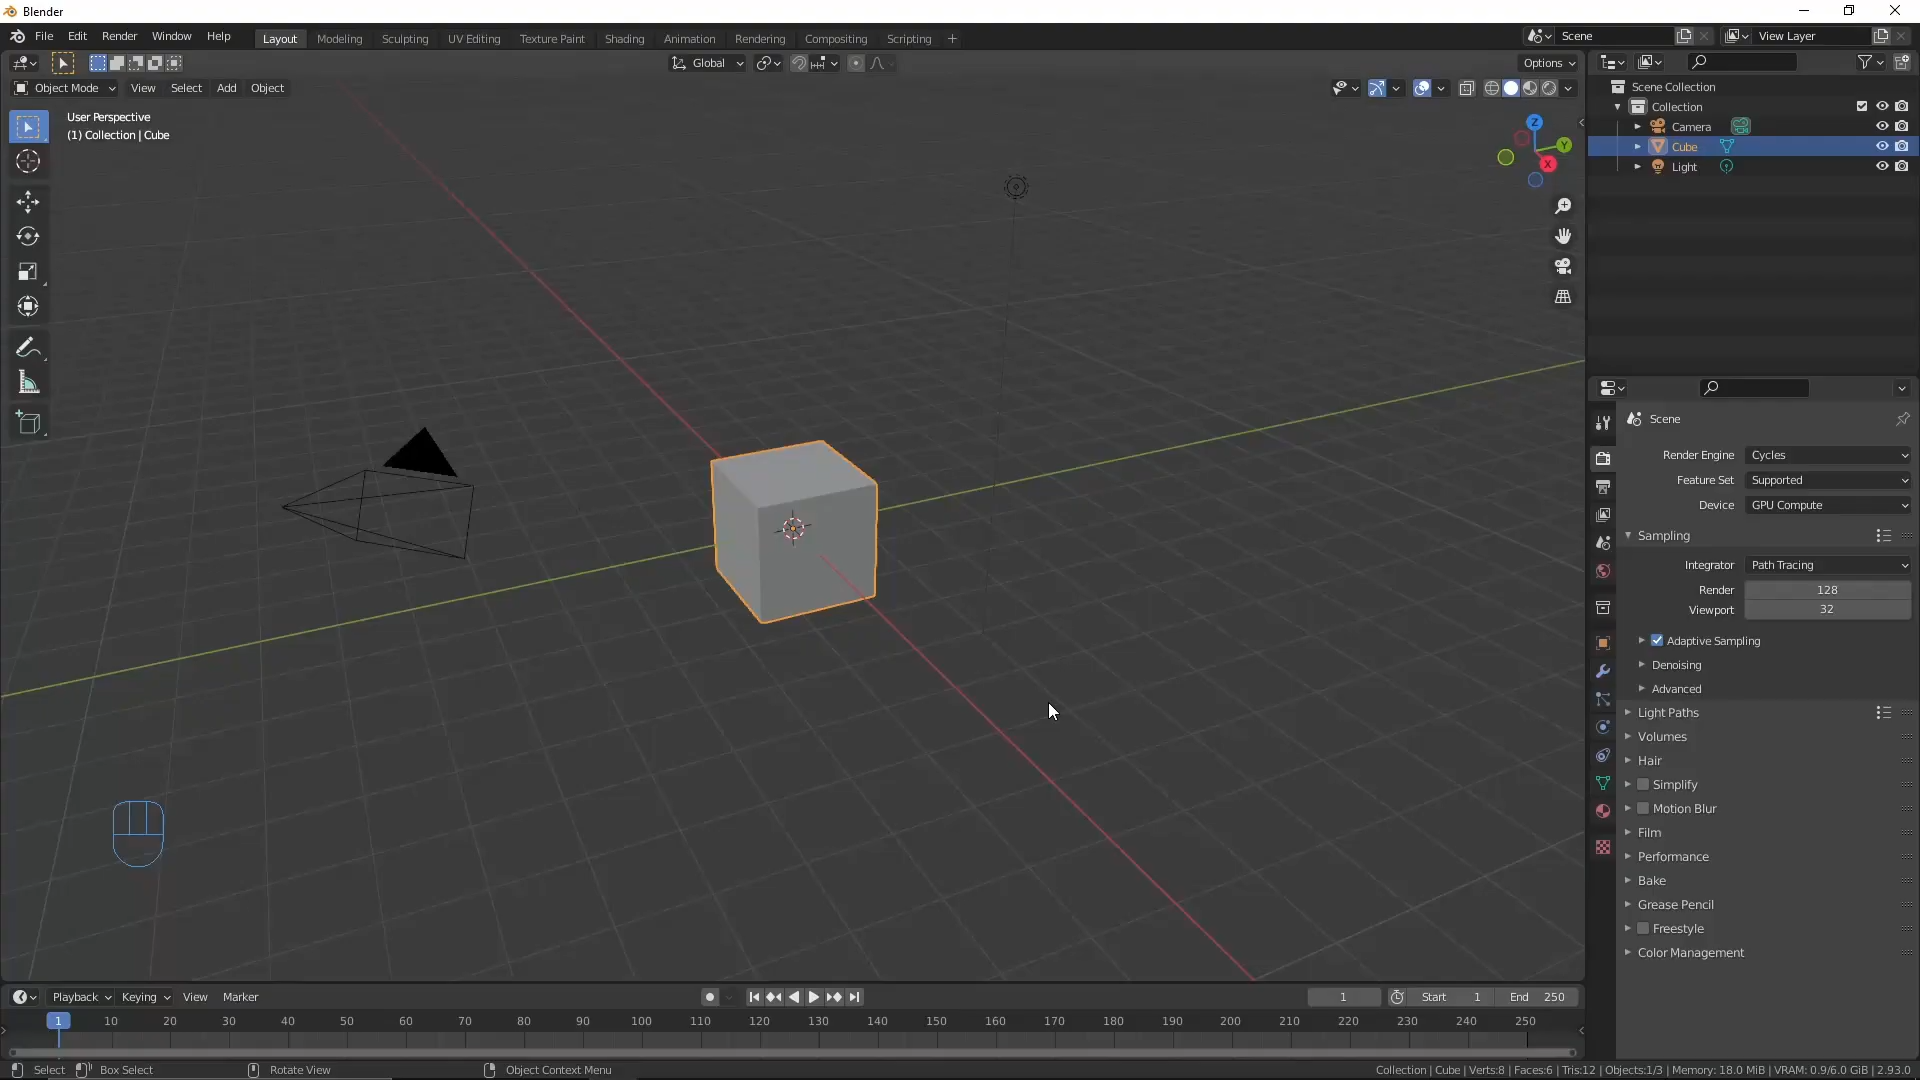 Blender
File Edit Render Window Help
Layout Modeling Sculpting UV Editing Texture Paint Shading Animation Rendering Compositing Scripting +
Scene
View Layer
Global
Options
Object Mode View Select Add Object
User Perspective
(1) Collection | Cube
Z
Y
X
Scene Collection
Collection
Camera
Cube
Light
Scene
Render Engine Cycles
Feature Set Supported
Device GPU Compute
Sampling
Integrator Path Tracing
Render 128
Viewport 32
Adaptive Sampling
Denoising
Advanced
Light Paths
Volumes
Hair
Simplify
Motion Blur
Film
Performance
Bake
Grease Pencil
Freestyle
Color Management
Playback Keying View Marker
1 Start 1 End 250
1 10 20 30 40 50 60 70 80 90 100 110 120 130 140 150 160 170 180 190 200 210 220 230 240 250
Select Box Select Rotate View Object Context Menu
Collection | Cube | Verts:8 | Faces:6 | Tris:12 | Objects:1/3 | Memory: 18.0 MiB | VRAM: 0.9/6.0 GiB | 2.93.0